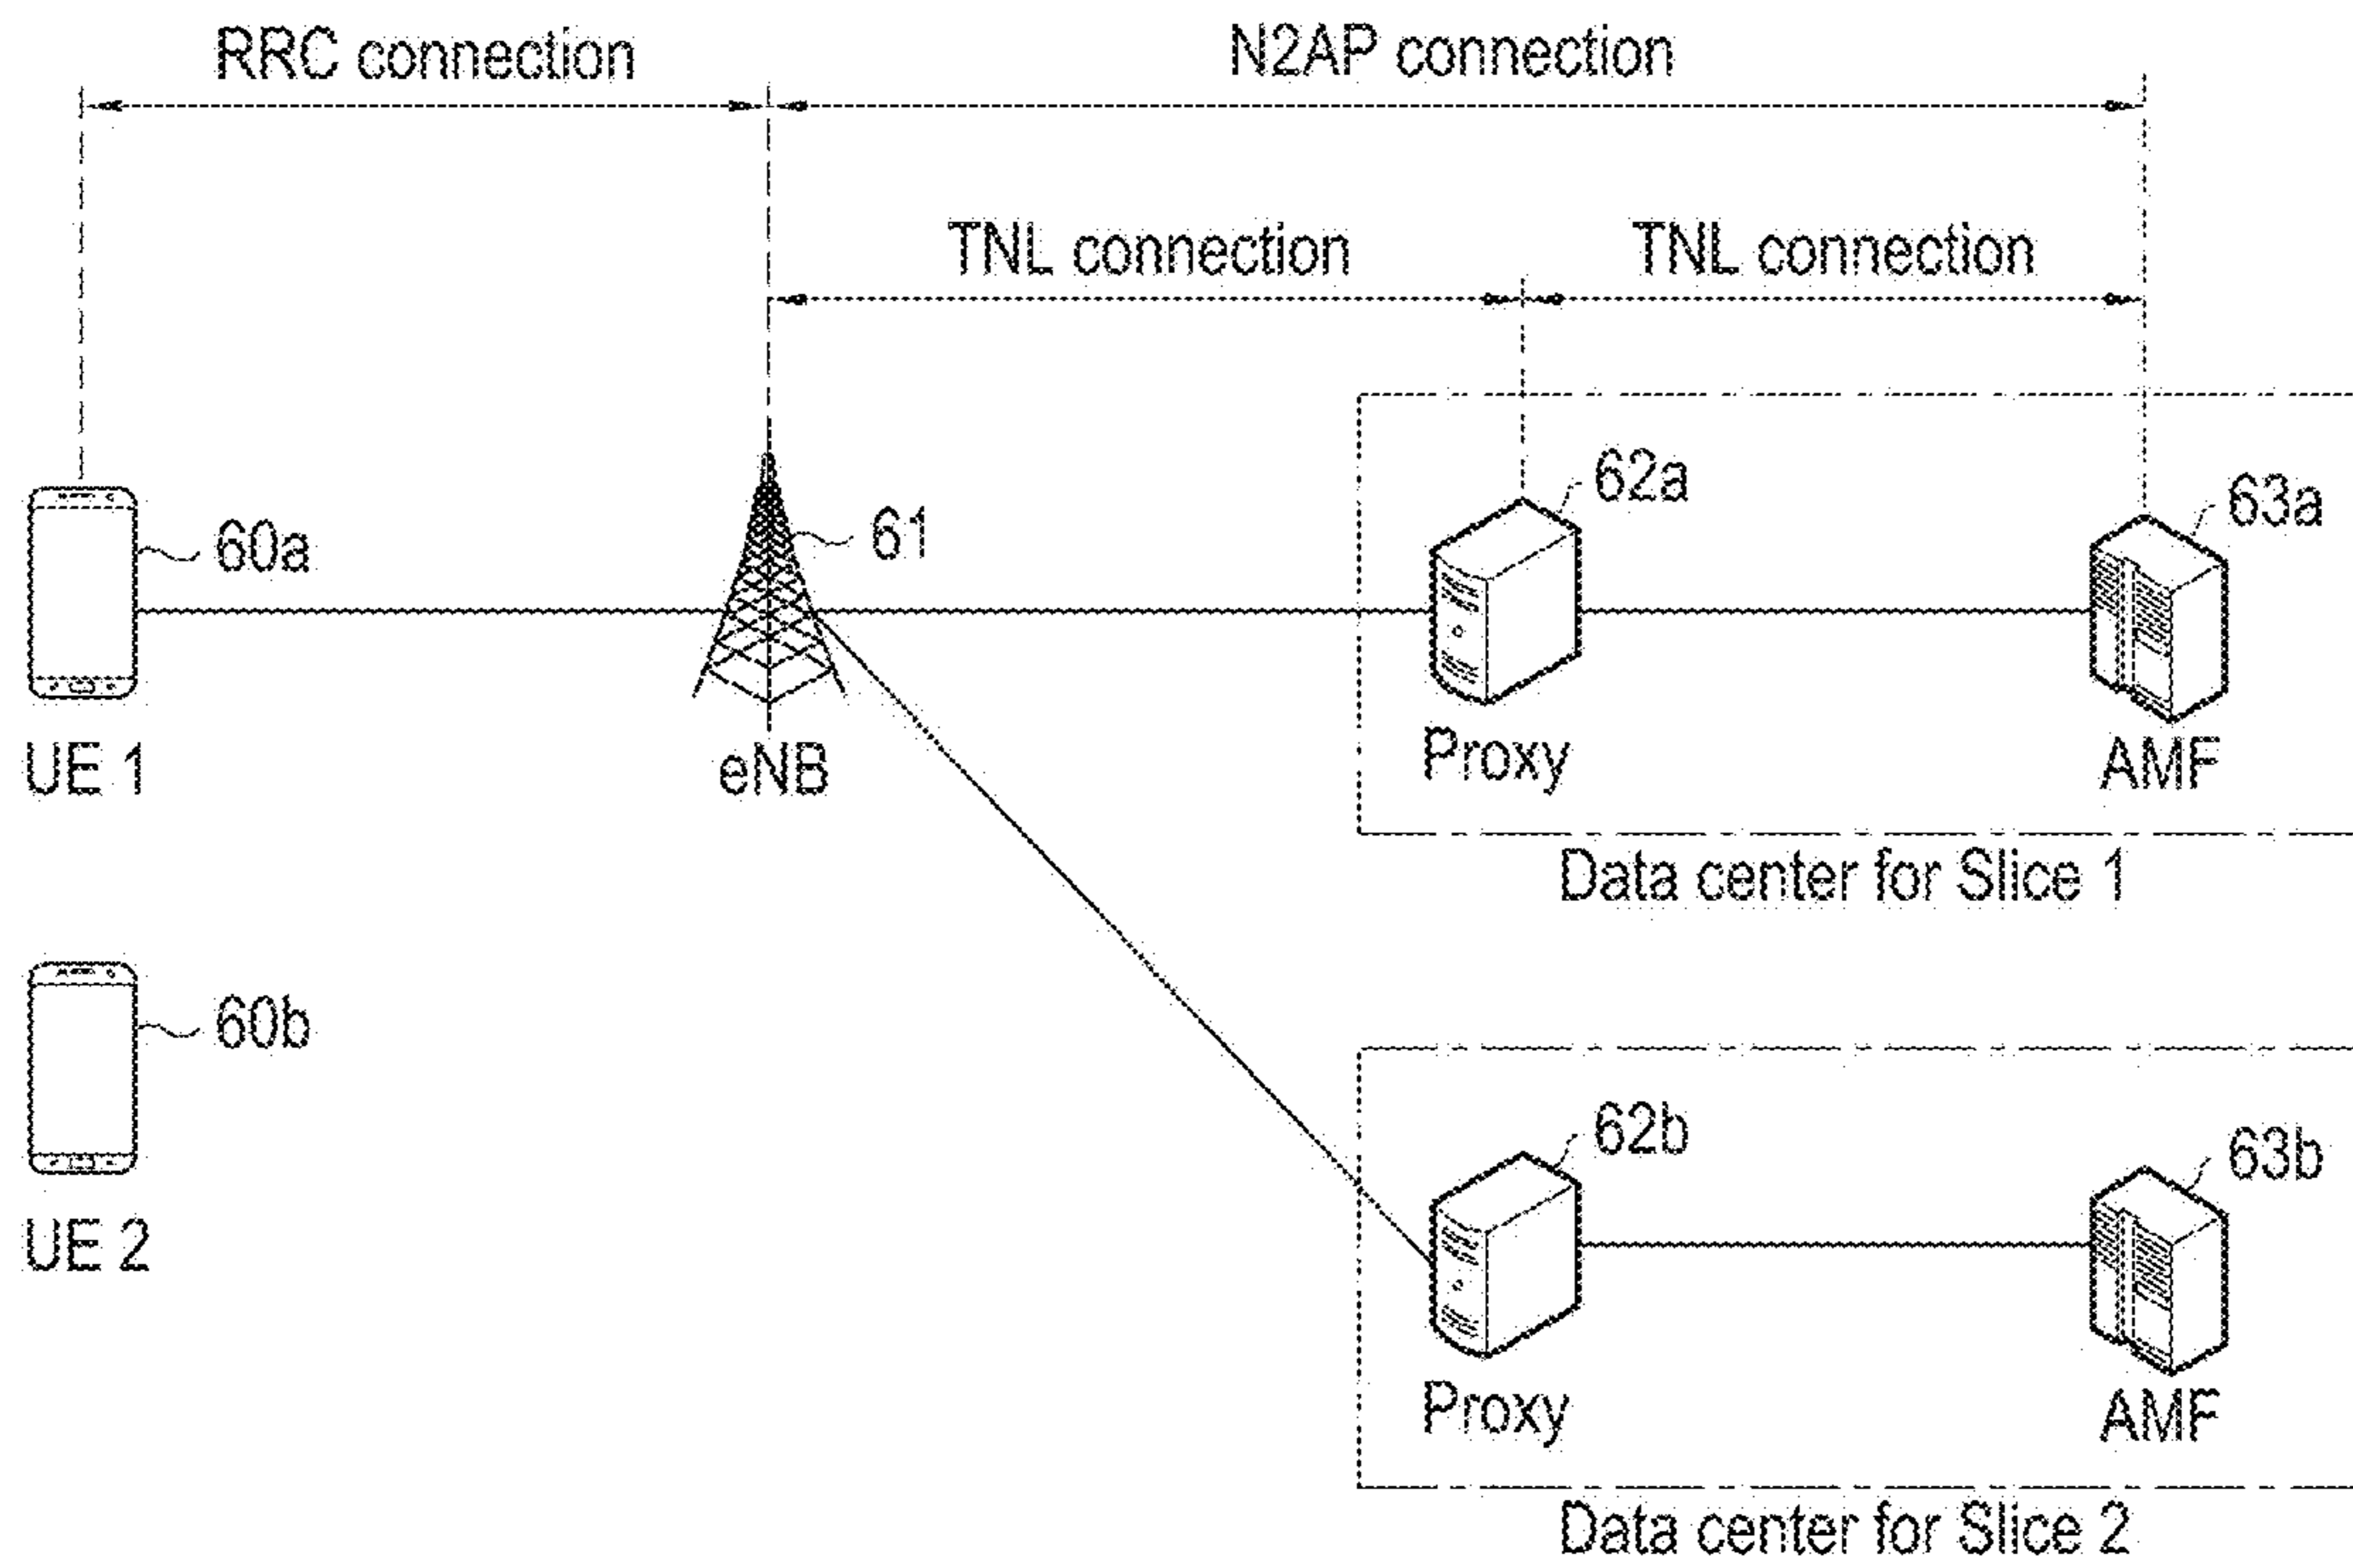 RRC connection
N2AP connection
TNL connection
TNL connection
60a
61
62a
63a
UE 1
eNB
Proxy
AMF
Data center for Slice 1
60b
62b
63b
UE 2
Proxy
AMF
Data center for Slice 2